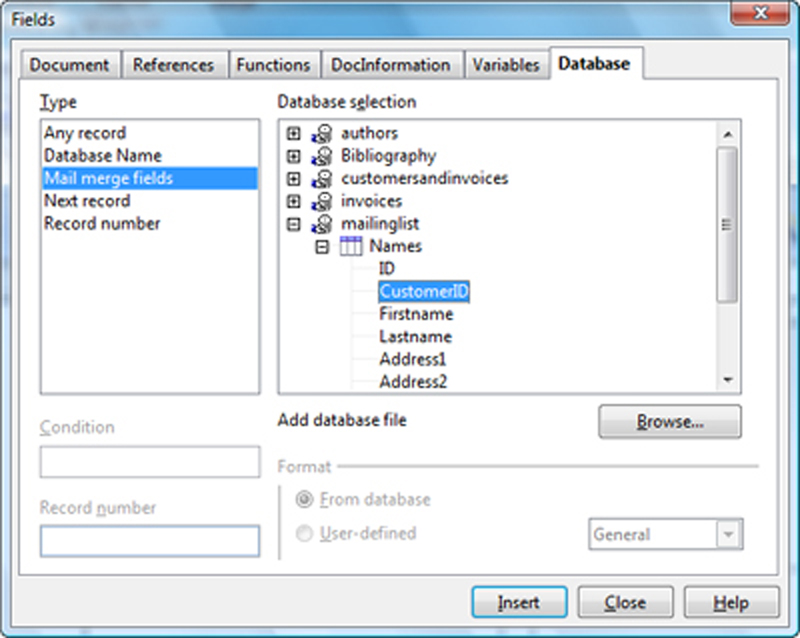 Fields
Document References Functions DocInformation Variables Database
Type
Any record
Database Name
Mail merge fields
Next record
Record number
Database selection
authors
Bibliography
customersandinvoices
invoices
mailinglist
Names
ID
CustomerID
Firstname
Lastname
Address1
Address2
Condition
Record number
Add database file
Browse...
Format
From database
User-defined
General
Insert Close Help